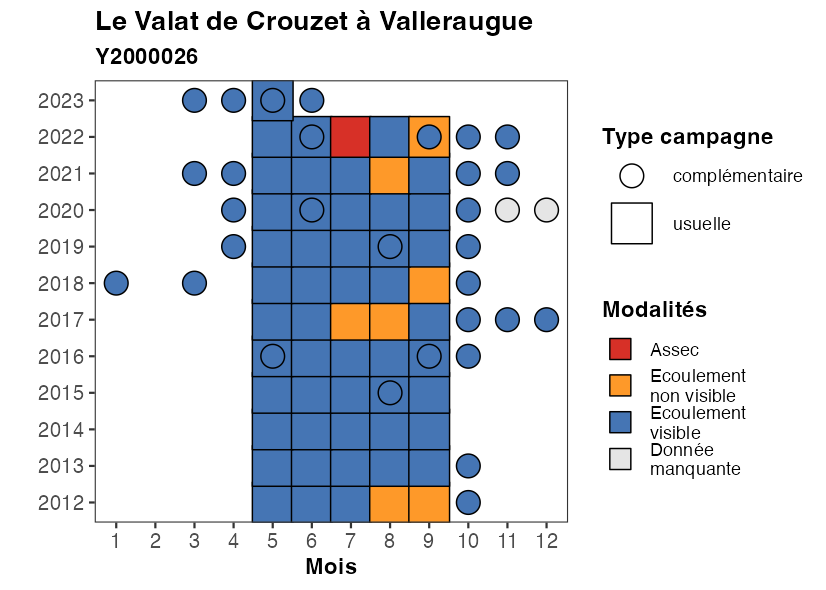 Le Valat de Crouzet à Valleraugue
Y2000026
2023
2022
2021
2020
2019
2018
2017
2016
2015
2014
2013
2012
1 2 3 4 5 6 7 8 9 10 11 12
Mois
Type campagne
complémentaire
usuelle
Modalités
Assec
Ecoulement
non visible
Ecoulement
visible
Donnée
manquante